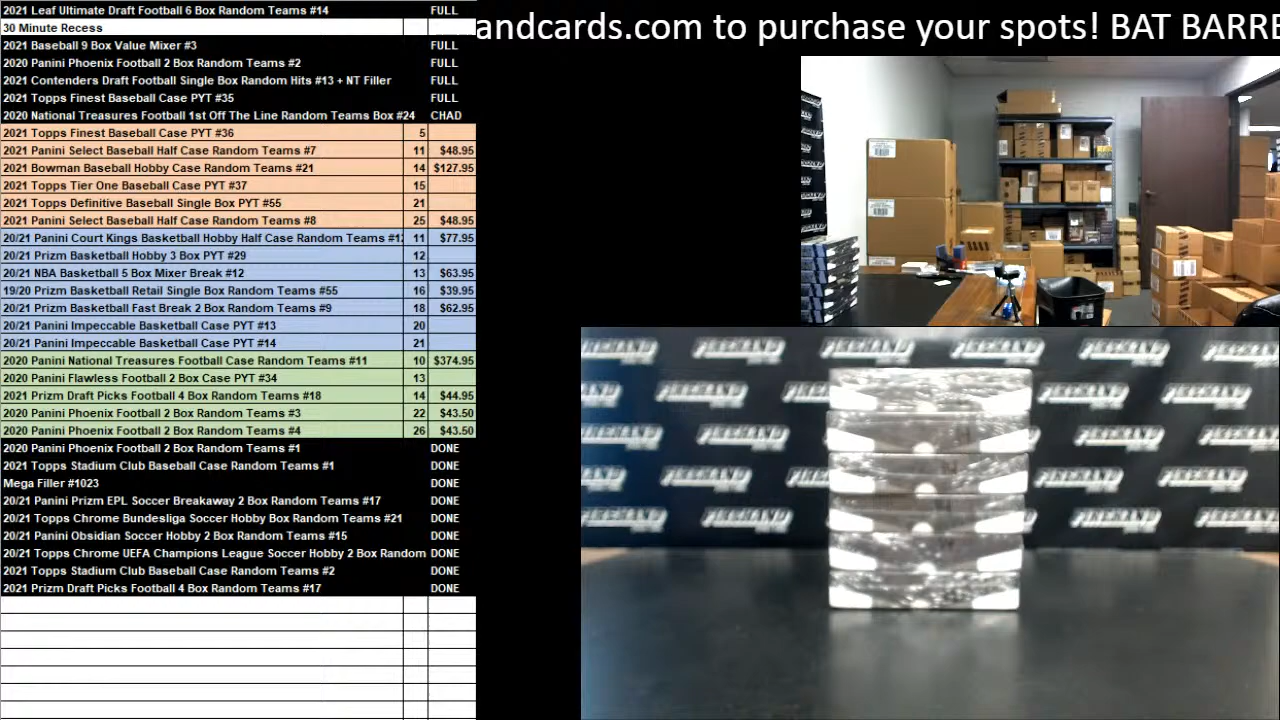 2021 Leaf Ultimate Draft Football 6 Box Random Teams #14 FULL
30 Minute Recess
2021 Baseball 9 Box Value Mixer #3 FULL
2020 Panini Phoenix Football 2 Box Random Teams #2 FULL
2021 Contenders Draft Football Single Box Random Hits #13 + NT Filler FULL
2021 Topps Finest Baseball Case PYT #35 FULL
2020 National Treasures Football 1st Off The Line Random Teams Box #24 CHAD
2021 Topps Finest Baseball Case PYT #36 5
2021 Panini Select Baseball Half Case Random Teams #7 11 $48.95
2021 Bowman Baseball Hobby Case Random Teams #21 14 $127.95
2021 Topps Tier One Baseball Case PYT #37 15
2021 Topps Definitive Baseball Single Box PYT #55 21
2021 Panini Select Baseball Half Case Random Teams #8 25 $48.95
20/21 Panini Court Kings Basketball Hobby Half Case Random Teams 11 $77.95
20/21 Prizm Basketball Hobby 3 Box PYT #29 12
20/21 NBA Basketball 5 Box Mixer Break #12 13 $63.95
19/20 Prizm Basketball Retail Single Box Random Teams #55 16 $39.95
20/21 Prizm Basketball Fast Break 2 Box Random Teams #9 18 $62.95
20/21 Panini Impeccable Basketball Case PYT #13 20
20/21 Panini Impeccable Basketball Case PYT #14 21
2020 Panini National Treasures Football Case Random Teams #11 10 $374.95
2020 Panini Flawless Football 2 Box Case PYT #34 13
2021 Prizm Draft Picks Football 4 Box Random Teams #18 14 $44.95
2020 Panini Phoenix Football 2 Box Random Teams #3 22 $43.50
2020 Panini Phoenix Football 2 Box Random Teams #4 26 $43.50
2020 Panini Phoenix Football 2 Box Random Teams #1 DONE
2021 Topps Stadium Club Baseball Case Random Teams #1 DONE
Mega Filler #1023 DONE
20/21 Panini Prizm EPL Soccer Breakaway 2 Box Random Teams #17 DONE
20/21 Topps Chrome Bundesliga Soccer Hobby Box Random Teams #21 DONE
20/21 Panini Obsidian Soccer Hobby 2 Box Random Teams #15 DONE
20/21 Topps Chrome UEFA Champions League Soccer Hobby 2 Box Random DONE
2021 Topps Stadium Club Baseball Case Random Teams #2 DONE
2021 Prizm Draft Picks Football 4 Box Random Teams #17 DONE
andcards.com to purchase your spots! BAT BARRE